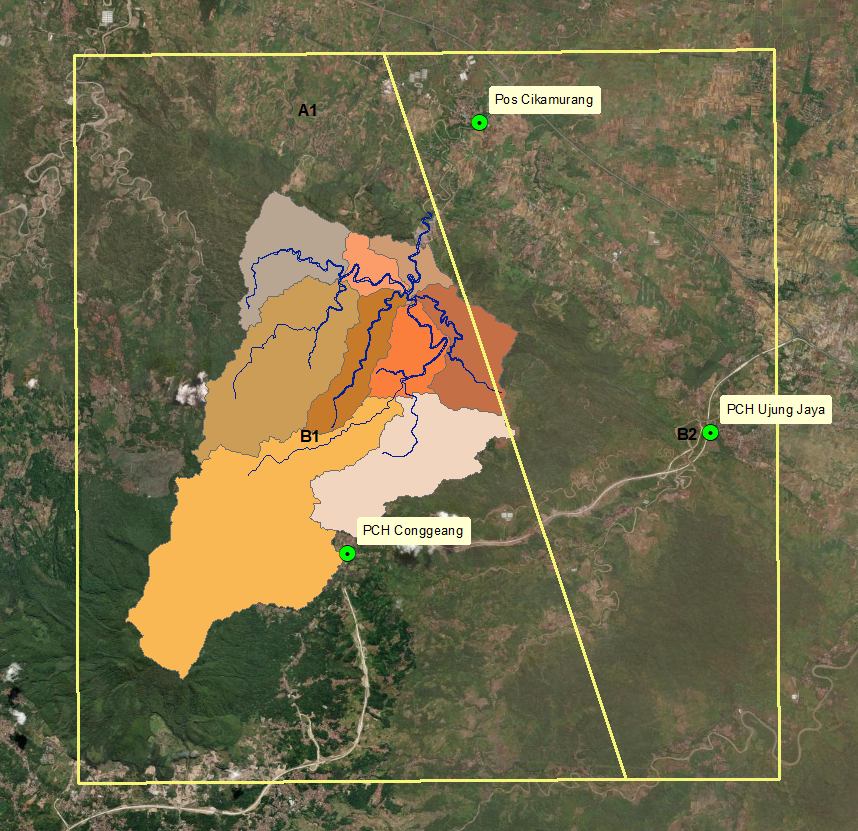 Pos Cikamurang
A1
PCH Ujung Jaya
B1
B2
PCH Conggeang